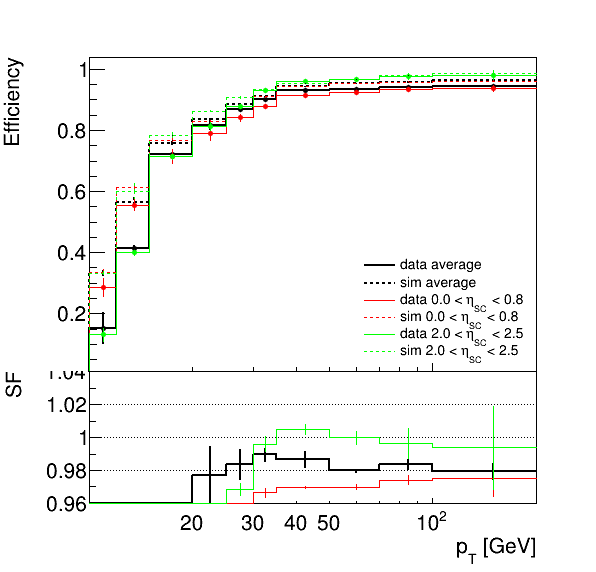 Efficiency
1
0.8
0.6
0.4
0.2
data average
sim average
data 0.0 < η_SC < 0.8
sim 0.0 < η_SC < 0.8
data 2.0 < η_SC < 2.5
sim 2.0 < η_SC < 2.5
SF
1.04
1.02
1
0.98
0.96
20 30 40 50 10²
p_T [GeV]